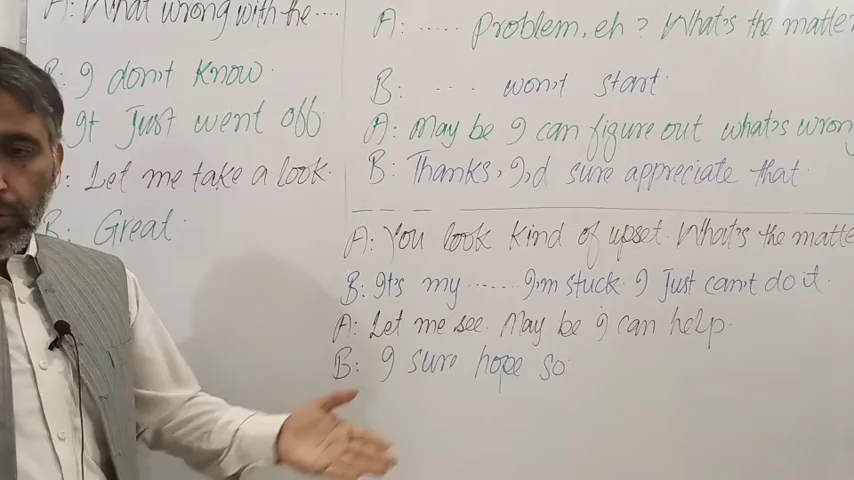 A: What wrong with the ....
B: I don't know.
It Just went off
: Let me take a look.
B: Great.
A: ..... Problem, eh? What's the matter
B: .... won't start.
A: May be I can figure out what's wrong
B: Thanks, I,d sure appreciate that
A: You look kind of upset. What's the matte
B: It's my ...... I'm stuck. I Just can't do it.
A: Let me see. May be I can help.
B: I sure hope so.